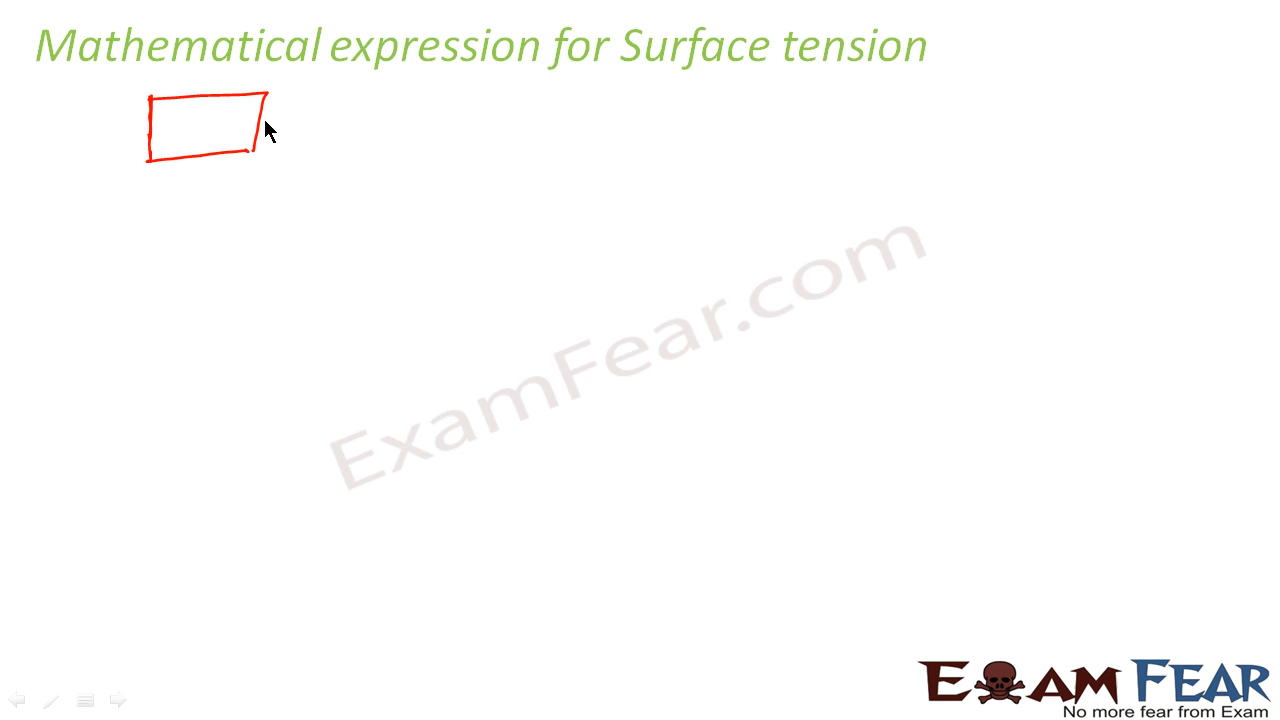 Mathematical expression for Surface tension
ExamFear.com
EXAM FEAR
No more fear from Exam